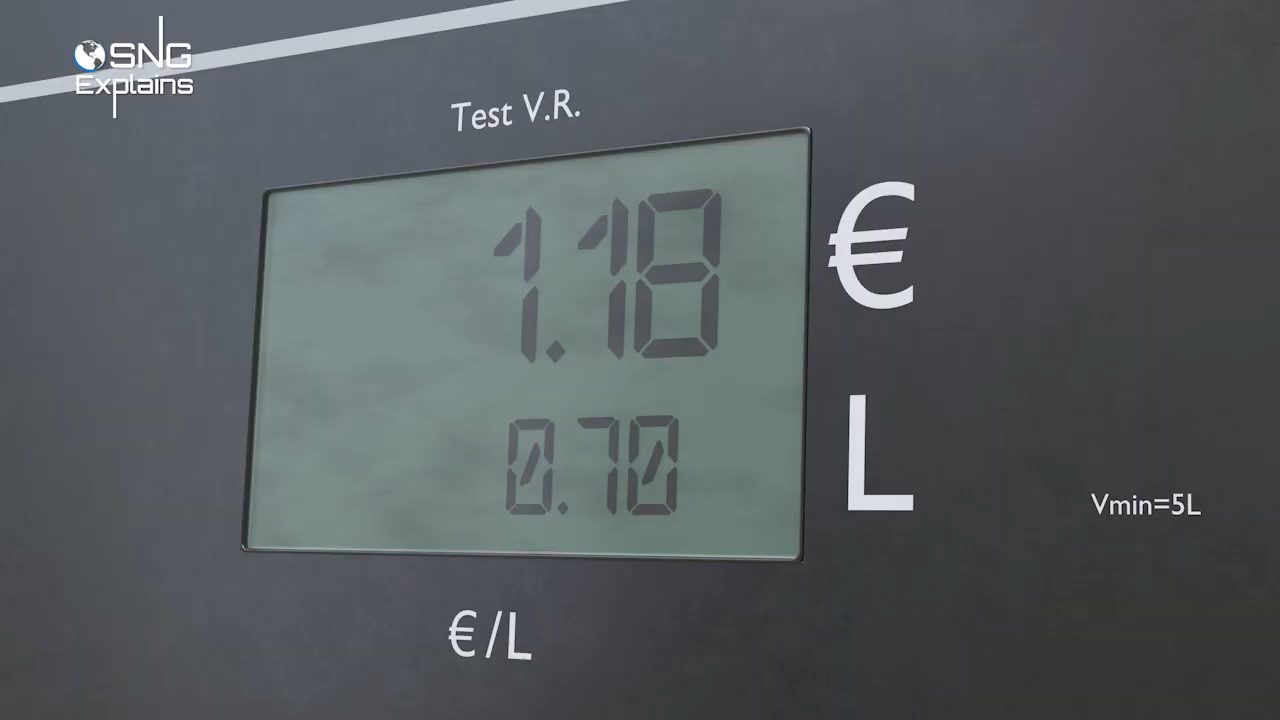 SNG
Explains
Test V.R.
1.18 €
0.70 L
Vmin=5L
€/L